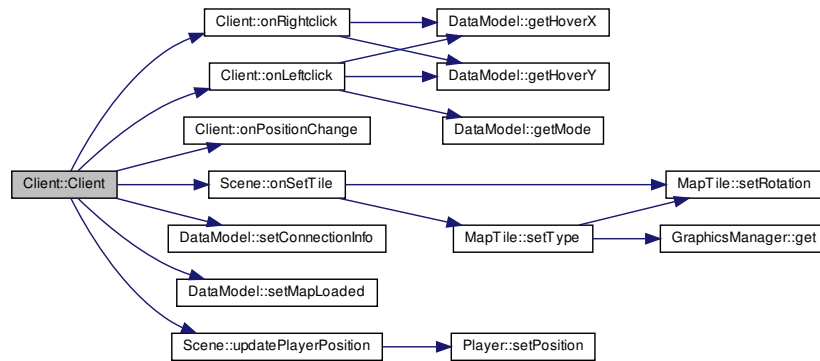 Client::onRightclick
DataModel::getHoverX
Client::onLeftclick
DataModel::getHoverY
Client::onPositionChange
DataModel::getMode
Client::Client
Scene::onSetTile
MapTile::setRotation
DataModel::setConnectionInfo
MapTile::setType
GraphicsManager::get
DataModel::setMapLoaded
Scene::updatePlayerPosition
Player::setPosition